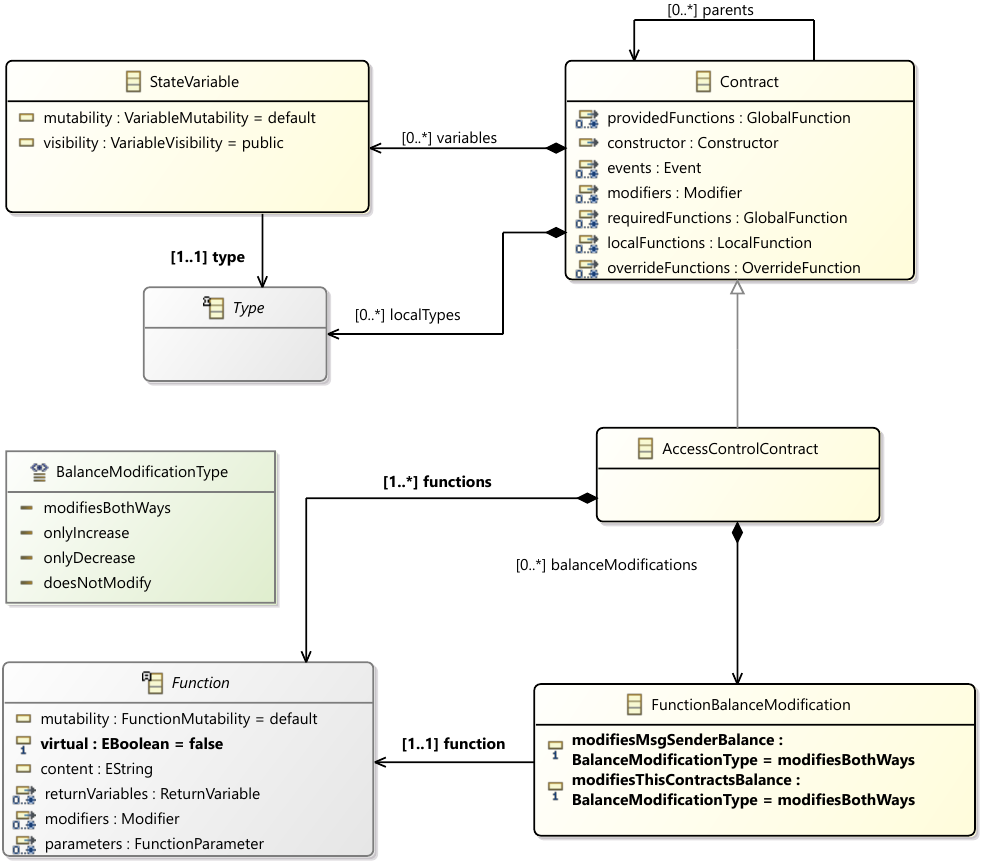 [0..*] parents
StateVariable
mutability : VariableMutability = default
visibility : VariableVisibility = public
[0..*] variables
Contract
providedFunctions : GlobalFunction
constructor : Constructor
events : Event
modifiers : Modifier
requiredFunctions : GlobalFunction
localFunctions : LocalFunction
overrideFunctions : OverrideFunction
[1..1] type
Type
[0..*] localTypes
AccessControlContract
BalanceModificationType
modifiesBothWays
onlyIncrease
onlyDecrease
doesNotModify
[1..*] functions
[0..*] balanceModifications
Function
mutability : FunctionMutability = default
virtual : EBoolean = false
content : EString
returnVariables : ReturnVariable
modifiers : Modifier
parameters : FunctionParameter
[1..1] function
FunctionBalanceModification
modifiesMsgSenderBalance :
BalanceModificationType = modifiesBothWays
modifiesThisContractsBalance :
BalanceModificationType = modifiesBothWays